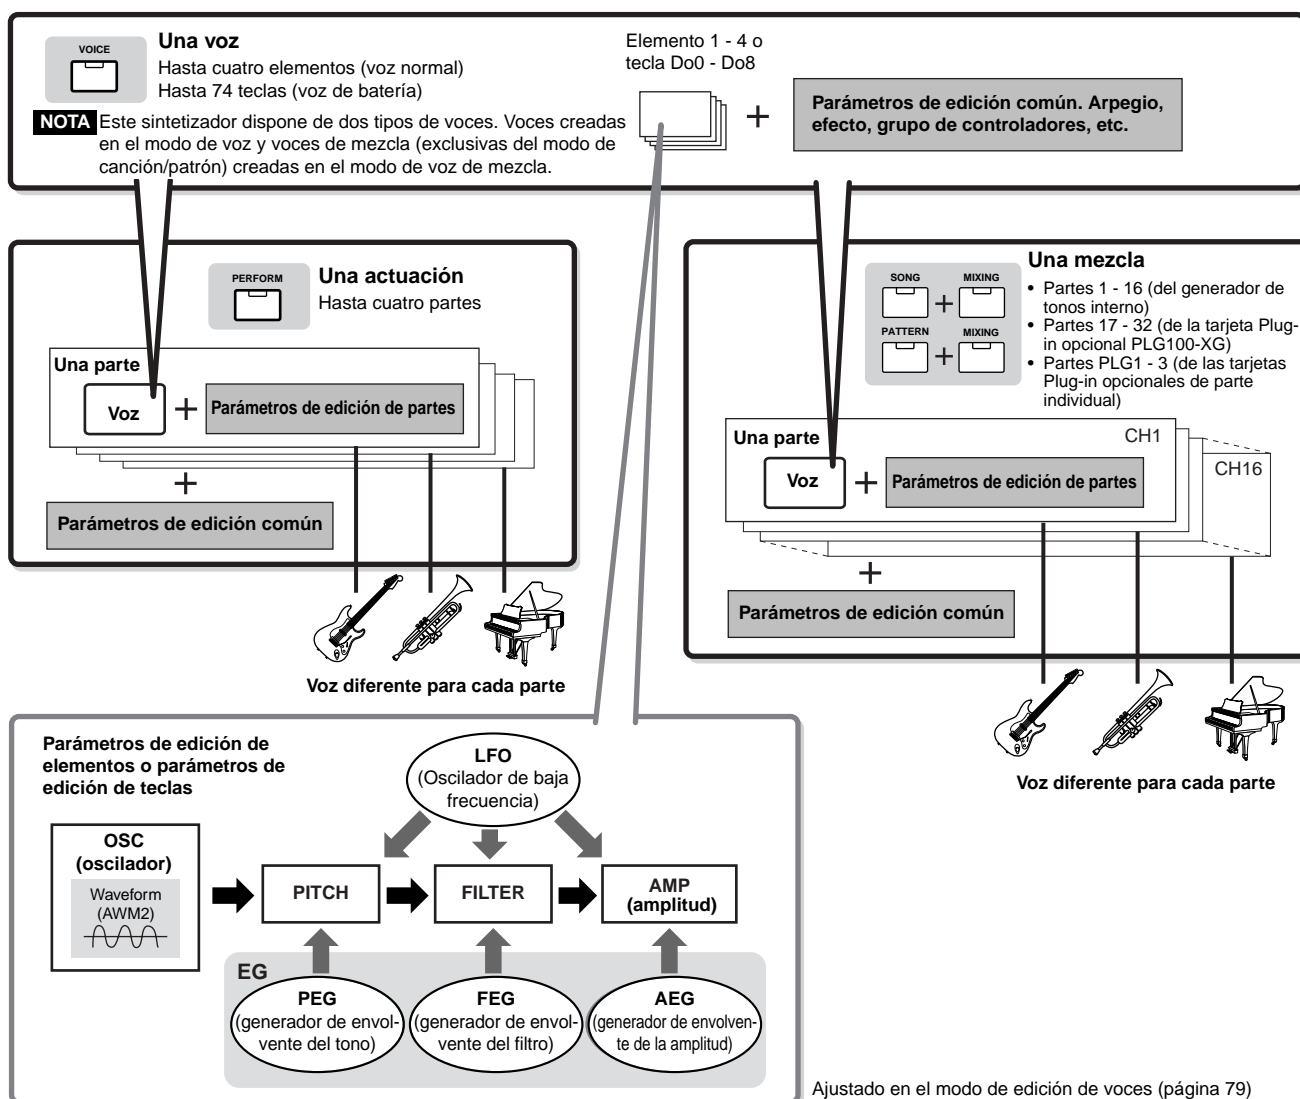 VOICE
Una voz
Hasta cuatro elementos (voz normal)
Hasta 74 teclas (voz de batería)
NOTA Este sintetizador dispone de dos tipos de voces. Voces creadas
en el modo de voz y voces de mezcla (exclusivas del modo de
canción/patrón) creadas en el modo de voz de mezcla.
Elemento 1 - 4 o
tecla Do0 - Do8
+
Parámetros de edición común. Arpegio,
efecto, grupo de controladores, etc.
PERFORM
Una actuación
Hasta cuatro partes
Una parte
Voz
+
Parámetros de edición de partes
+
Parámetros de edición común
Voz diferente para cada parte
SONG
+
MIXING
PATTERN
+
MIXING
Una mezcla
• Partes 1 - 16 (del generador de
tonos interno)
• Partes 17 - 32 (de la tarjeta Plug-
in opcional PLG100-XG)
• Partes PLG1 - 3 (de las tarjetas
Plug-in opcionales de parte
individual)
Una parte
CH1
Voz
+
Parámetros de edición de partes
CH16
+
Parámetros de edición común
Voz diferente para cada parte
Parámetros de edición de
elementos o parámetros de
edición de teclas
LFO
(Oscilador de baja
frecuencia)
OSC
(oscilador)
Waveform
(AWM2)
PITCH
FILTER
AMP
(amplitud)
EG
PEG
(generador de envol-
vente del tono)
FEG
(generador de envol-
vente del filtro)
AEG
(generador de envolven-
te de la amplitud)
Ajustado en el modo de edición de voces (página 79)